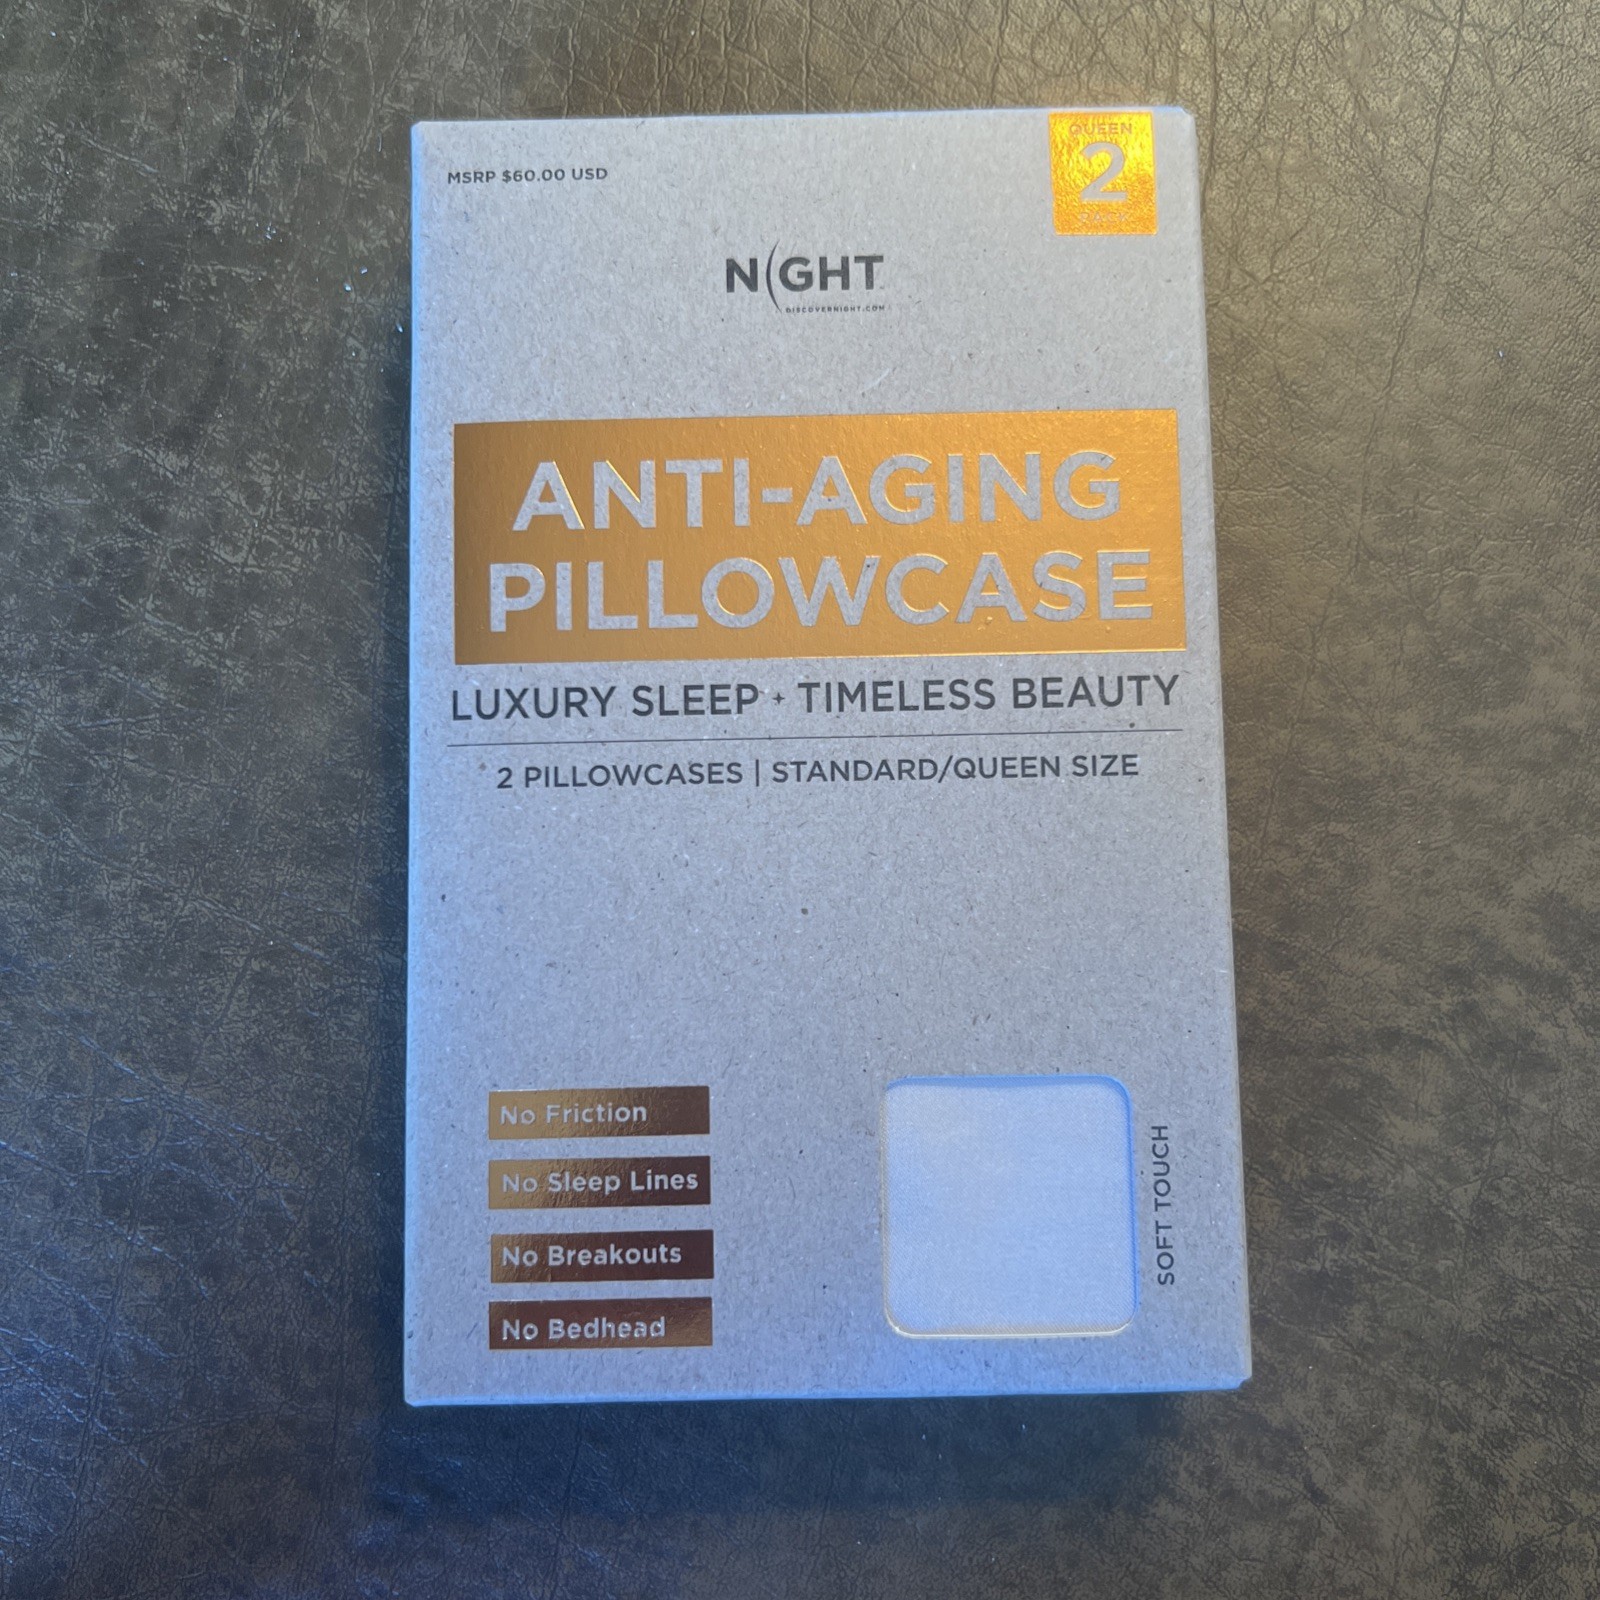 MSRP $60.00 USD
QUEEN
2
PACK
NIGHT
DISCOVERNIGHT.COM
ANTI-AGING
PILLOWCASE
LUXURY SLEEP + TIMELESS BEAUTY
2 PILLOWCASES | STANDARD/QUEEN SIZE
No Friction
No Sleep Lines
No Breakouts
No Bedhead
SOFT TOUCH